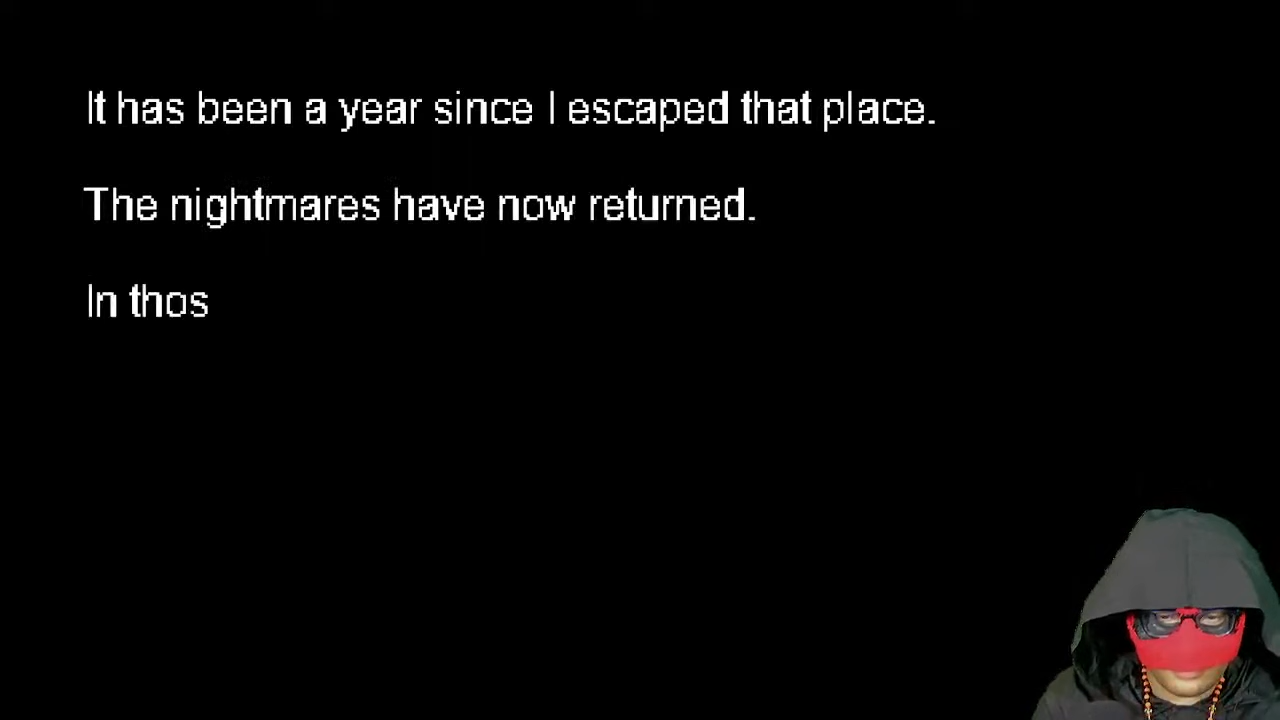 It has been a year since I escaped that place.
The nightmares have now returned.
In thos